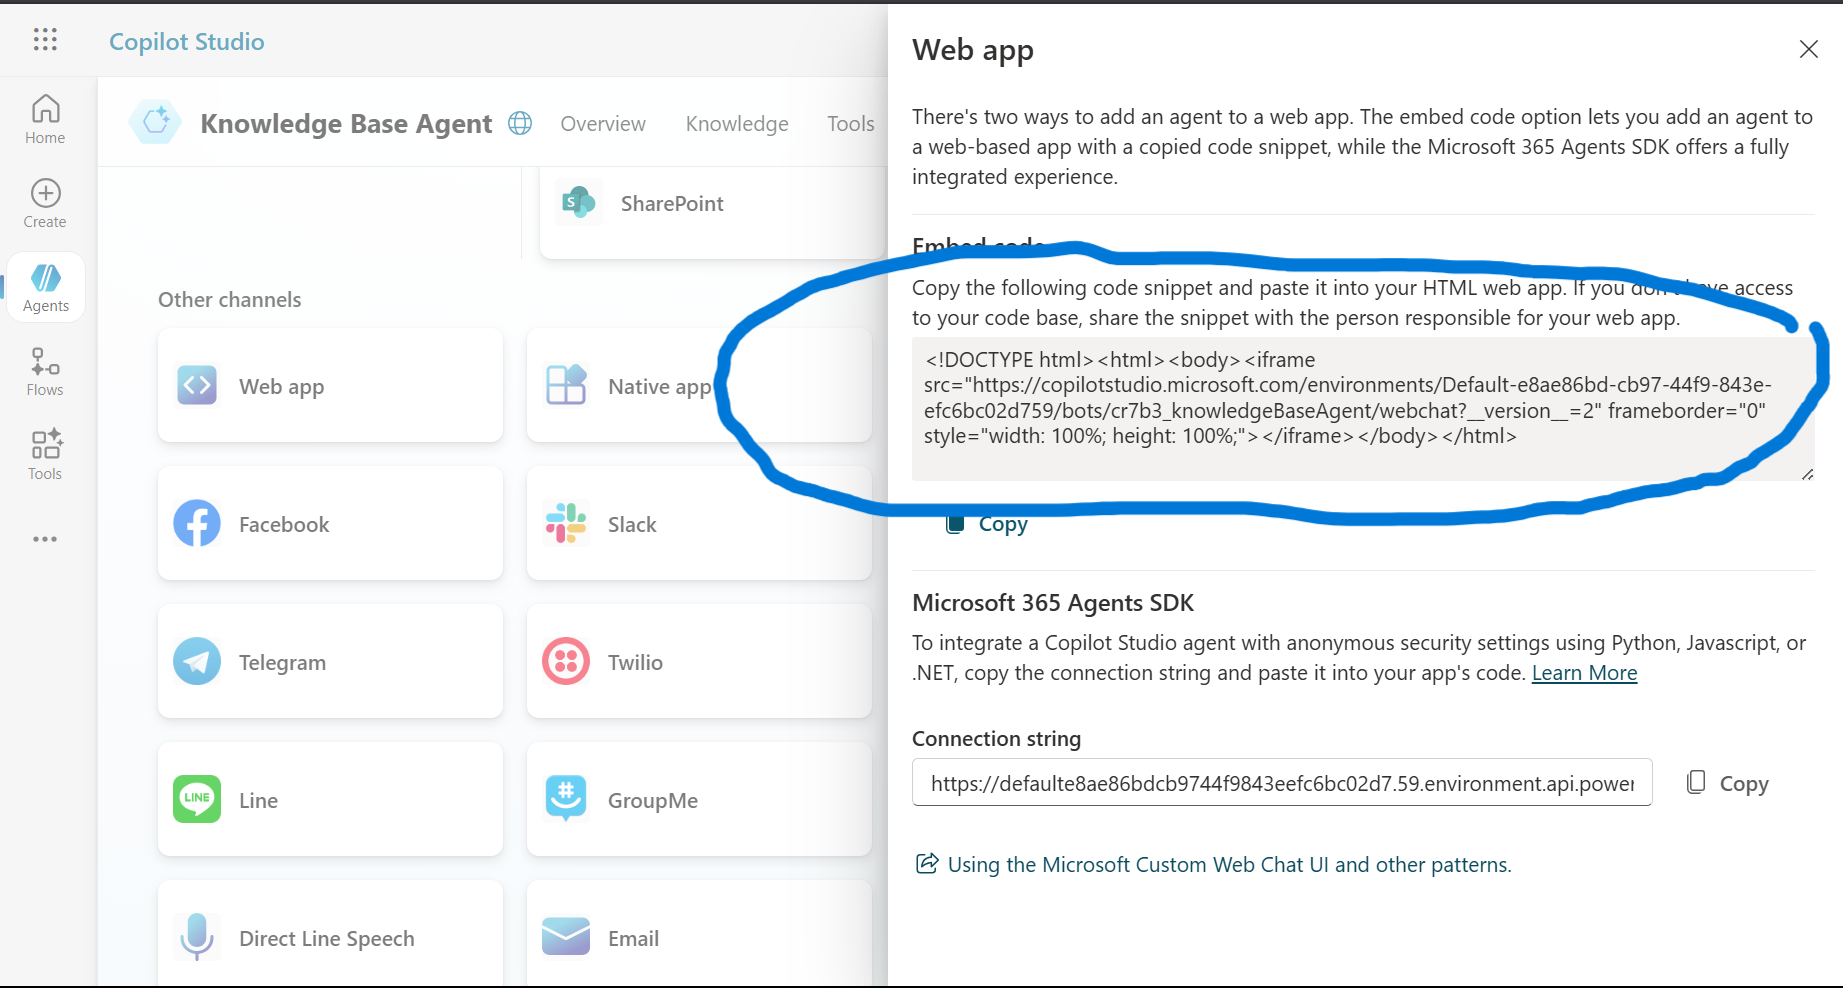 Copilot Studio
Home
Create
Agents
Flows
Tools
Knowledge Base Agent
Overview
Knowledge
Tools
SharePoint
Other channels
Web app
Native app
Facebook
Slack
Telegram
Twilio
LINE
Line
GroupMe
Direct Line Speech
Email
Web app
There's two ways to add an agent to a web app. The embed code option lets you add an agent to
a web-based app with a copied code snippet, while the Microsoft 365 Agents SDK offers a fully
integrated experience.
Embed code
Copy the following code snippet and paste it into your HTML web app. If you don't have access
to your code base, share the snippet with the person responsible for your web app.
<!DOCTYPE html><html><body><iframe
src="https://copilotstudio.microsoft.com/environments/Default-e8ae86bd-cb97-44f9-843e-
efc6bc02d759/bots/cr7b3_knowledgeBaseAgent/webchat?__version__=2" frameborder="0"
style="width: 100%; height: 100%;"></iframe></body></html>
Copy
Microsoft 365 Agents SDK
To integrate a Copilot Studio agent with anonymous security settings using Python, Javascript, or
.NET, copy the connection string and paste it into your app's code. Learn More
Connection string
https://defaulte8ae86bdcb9744f9843eefc6bc02d7.59.environment.api.power
Copy
Using the Microsoft Custom Web Chat UI and other patterns.